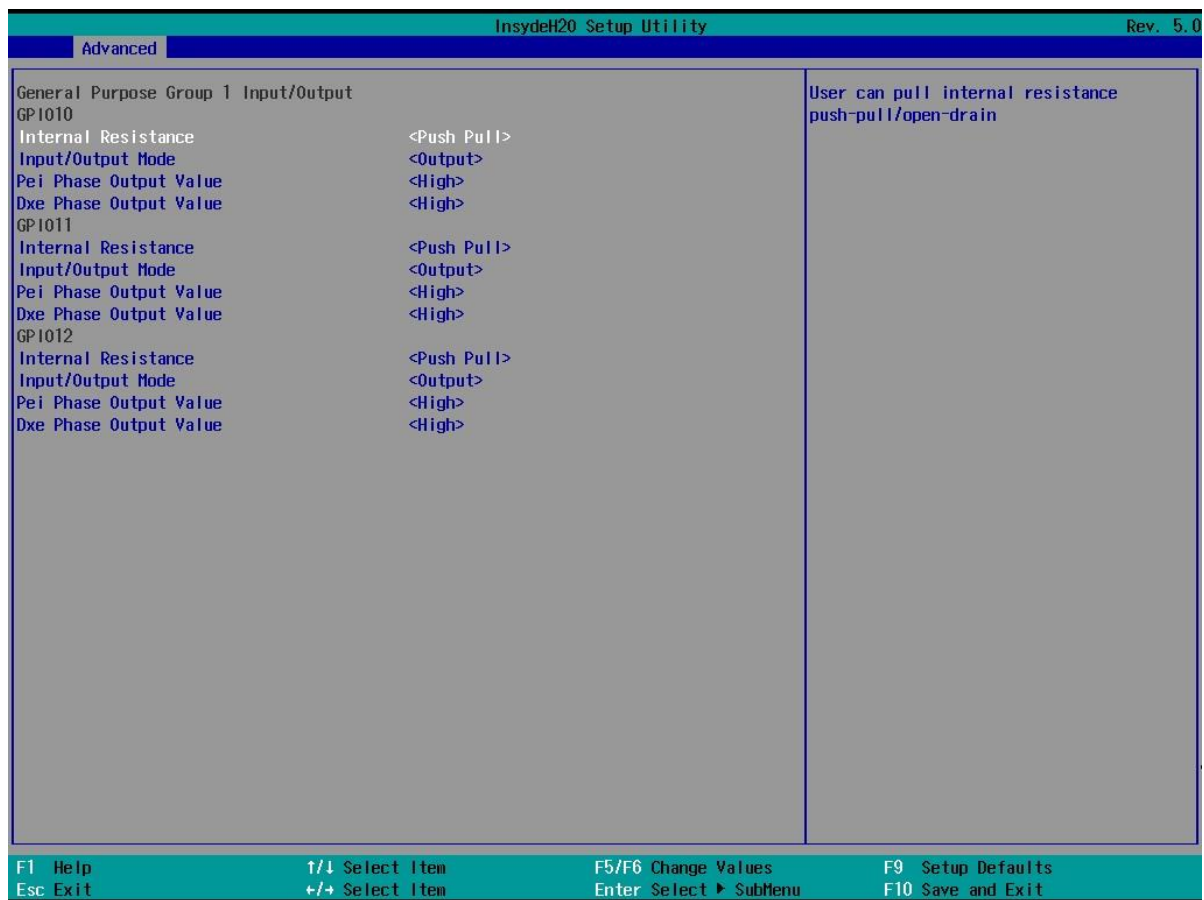 InsydeH20 Setup Utility Rev. 5.0
Advanced
General Purpose Group 1 Input/Output
GPIO10
Internal Resistance <Push Pull>
Input/Output Mode <Output>
Pei Phase Output Value <High>
Dxe Phase Output Value <High>
GPIO11
Internal Resistance <Push Pull>
Input/Output Mode <Output>
Pei Phase Output Value <High>
Dxe Phase Output Value <High>
GPIO12
Internal Resistance <Push Pull>
Input/Output Mode <Output>
Pei Phase Output Value <High>
Dxe Phase Output Value <High>
User can pull internal resistance
push-pull/open-drain
F1 Help ↑/↓ Select Item F5/F6 Change Values F9 Setup Defaults
Esc Exit ←/→ Select Item Enter Select ▶ SubMenu F10 Save and Exit